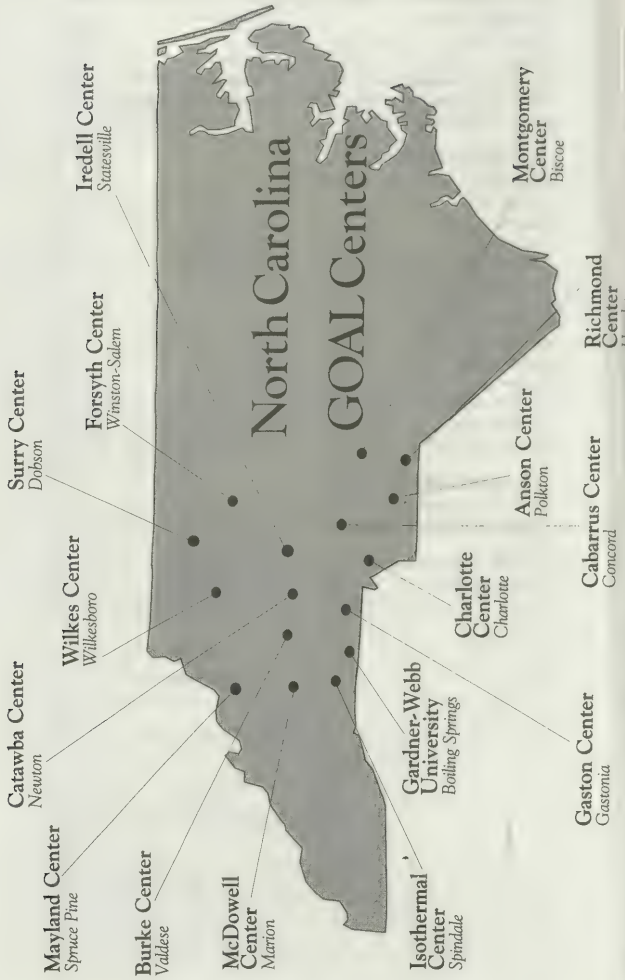 Surry Center
Dobson
Catawba Center
Newton
Wilkes Center
Wilkesboro
Forsyth Center
Winston-Salem
Iredell Center
Statesville
Mayland Center
Spruce Pine
Burke Center
Valdese
McDowell
Center
Marion
North Carolina
GOAL Centers
Isothermal
Center
Spindale
Gardner-Webb
University
Boiling Springs
Gaston Center
Gastonia
Charlotte
Center
Charlotte
Cabarrus Center
Concord
Anson Center
Polkton
Richmond
Center
Montgomery
Center
Biscoe